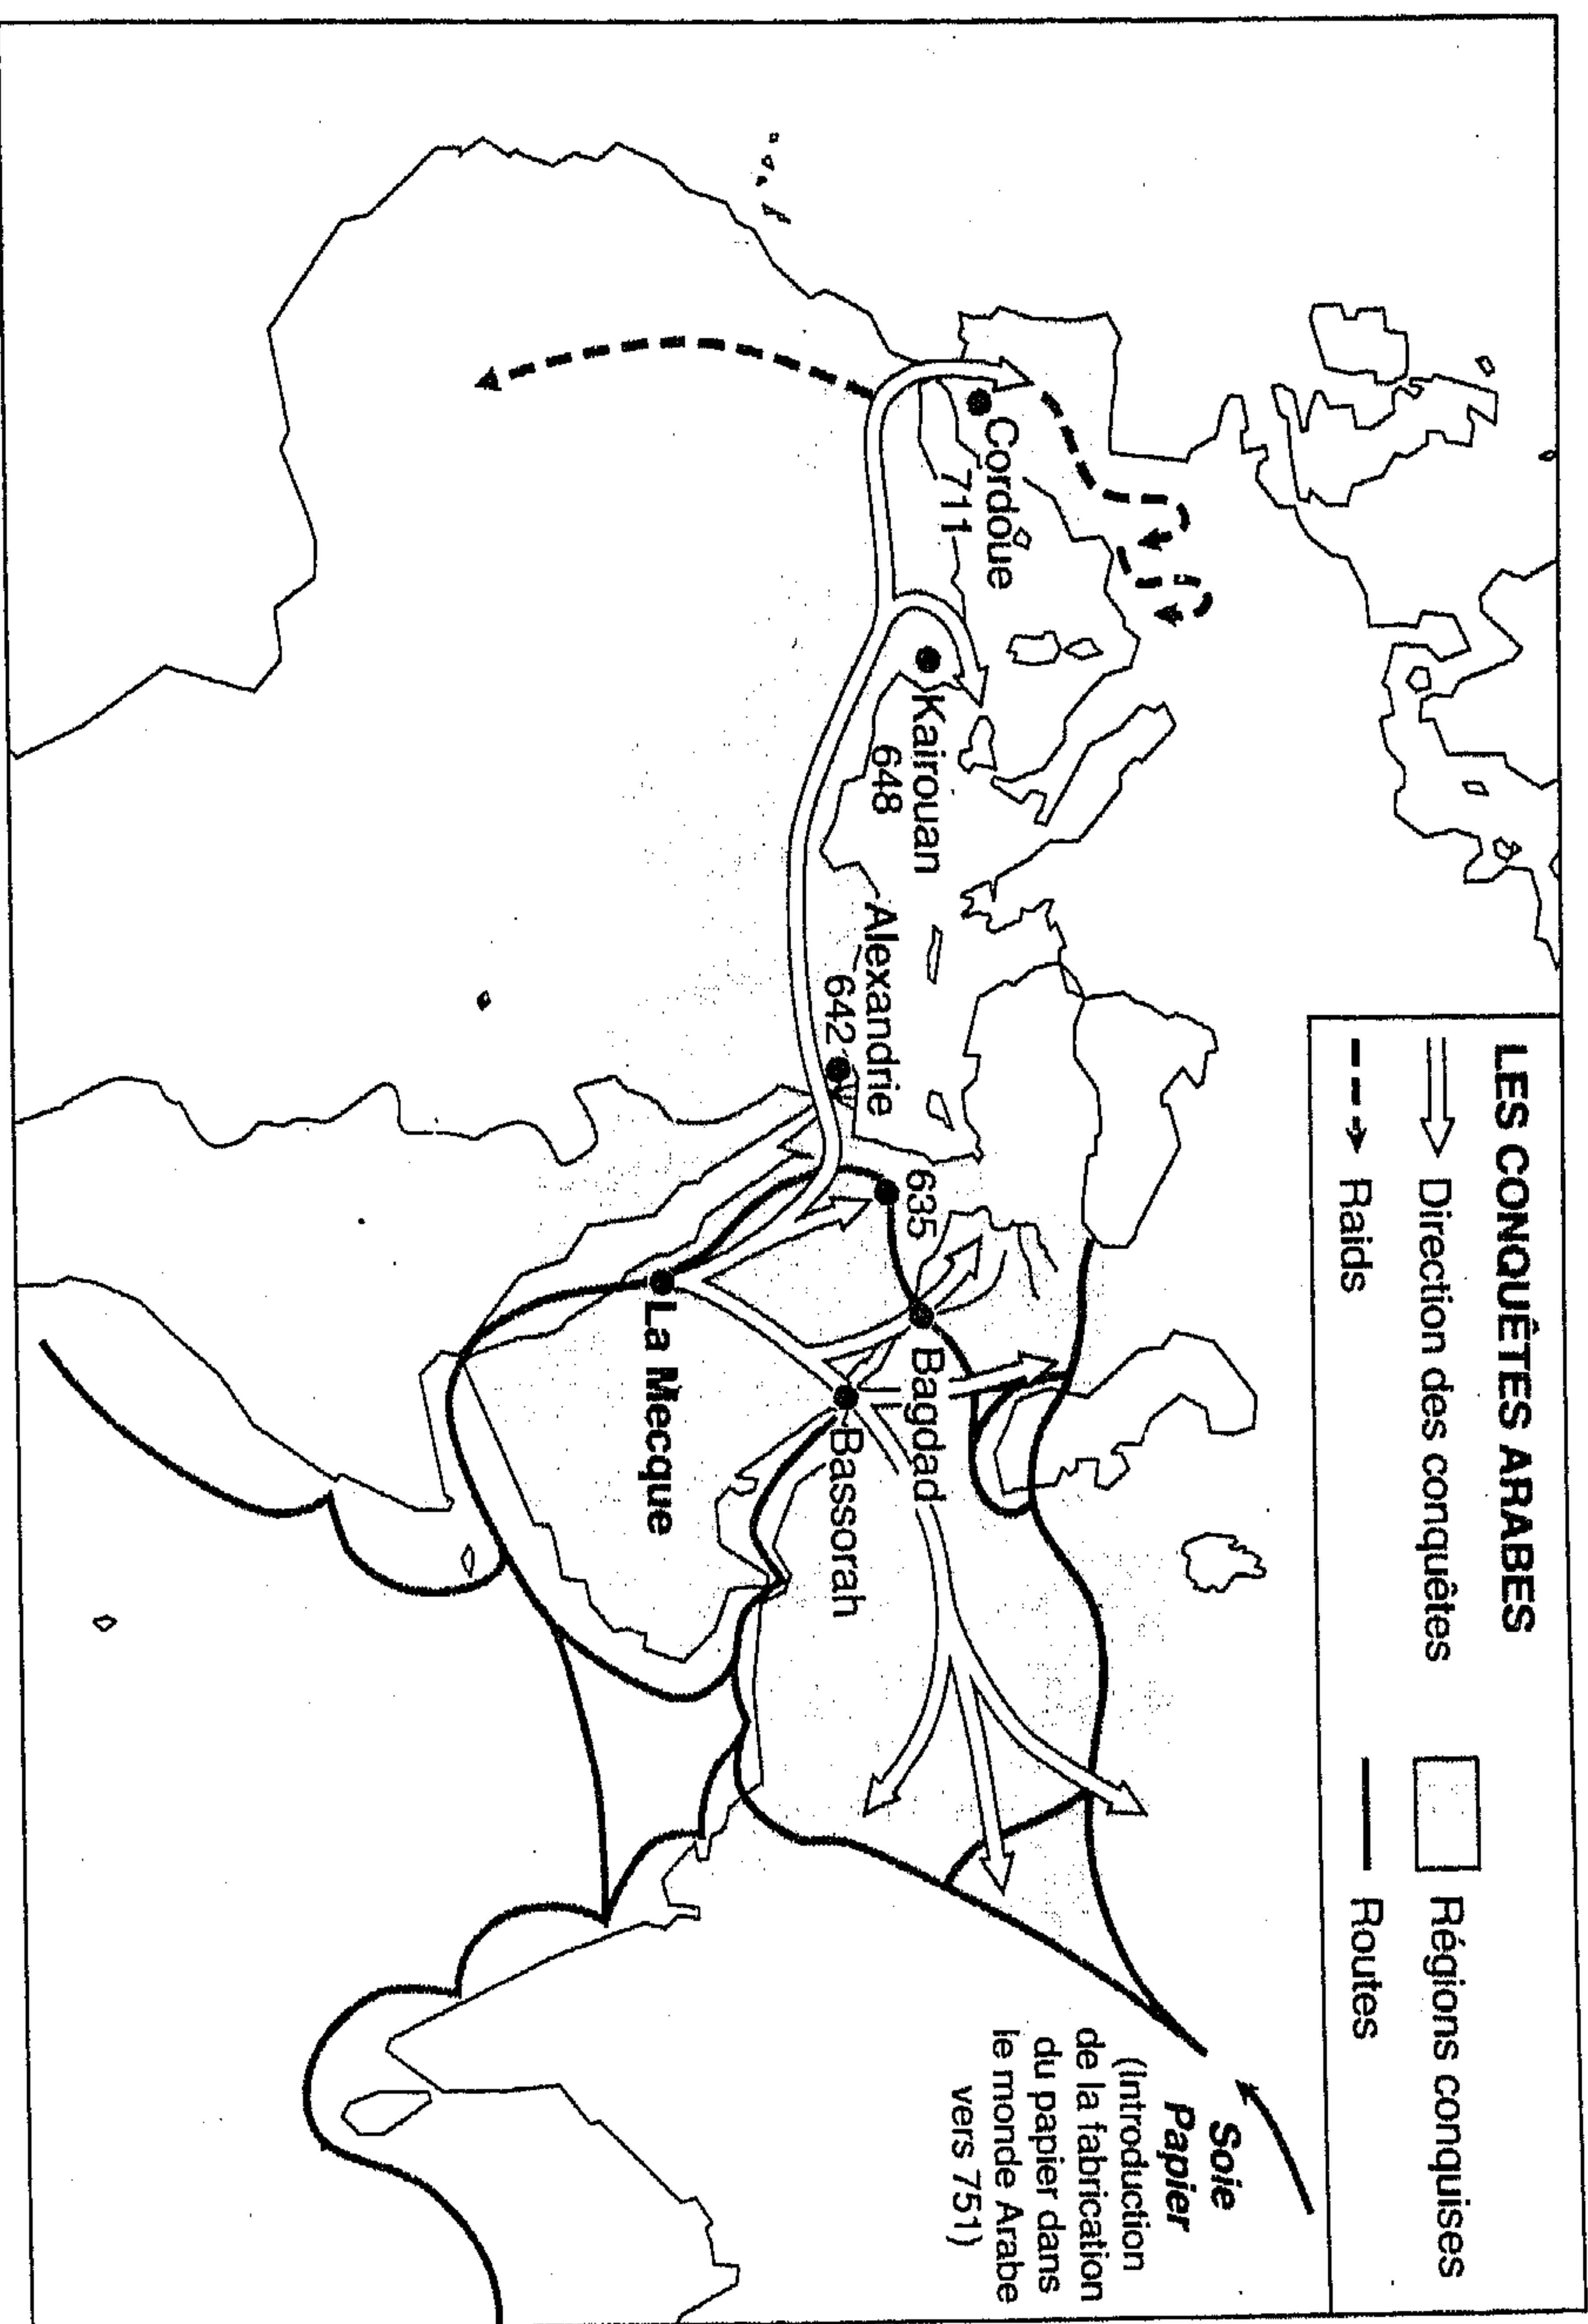 LES CONQUÊTES ARABES
Direction des conquêtes
Régions conquises
Raids
Routes
Soie
Papier
(Introduction
de la fabrication
du papier dans
le monde Arabe
vers 751)
Cordoue
711
Kairouan
648
Alexandrie
642
635
Bagdad
Bassorah
La Mecque